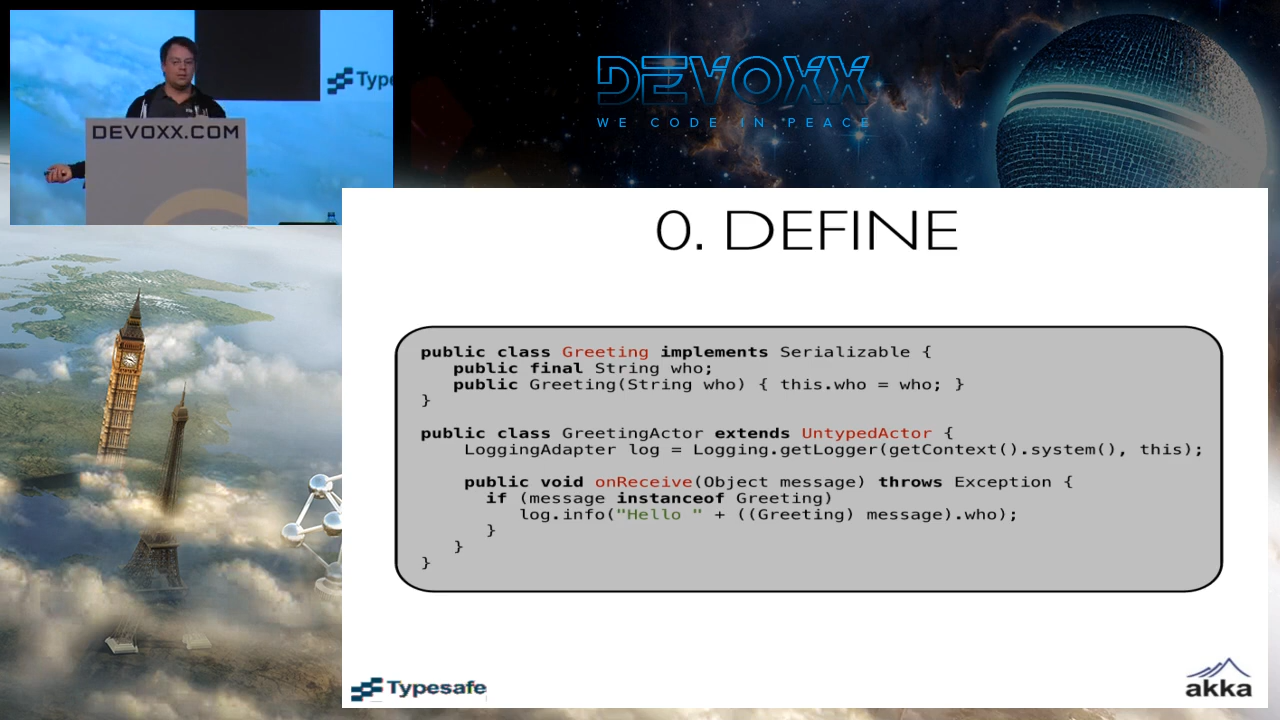 Type
DEVOXX.COM
DEVOXX
WE CODE IN PEACE
0. DEFINE
public class Greeting implements Serializable {
public final String who;
public Greeting(String who) { this.who = who; }
}
public class GreetingActor extends UntypedActor {
LoggingAdapter log = Logging.getLogger(getContext().system(), this);
public void onReceive(Object message) throws Exception {
if (message instanceof Greeting)
log.info("Hello " + ((Greeting) message).who);
}
}
}
Typesafe
akka